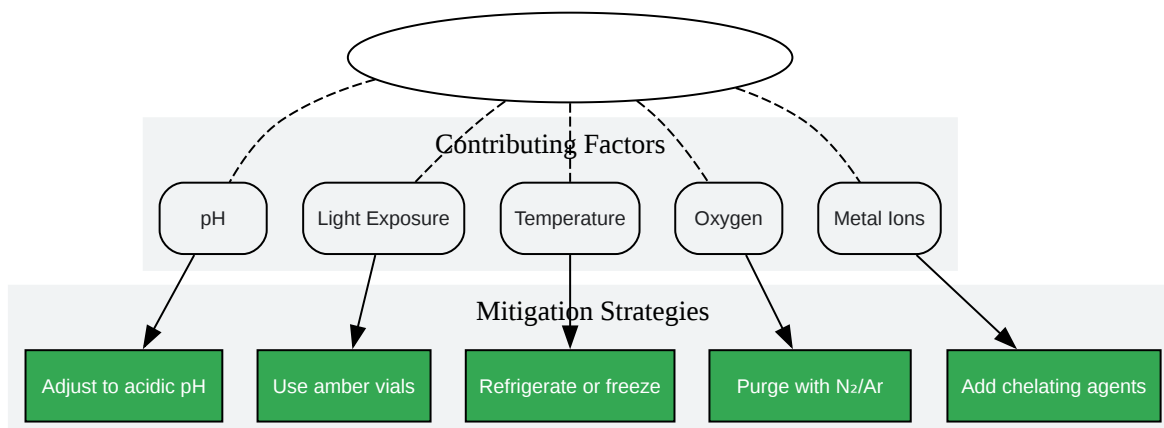 Contributing Factors
pH
Light Exposure
Temperature
Oxygen
Metal Ions
Mitigation Strategies
Adjust to acidic pH
Use amber vials
Refrigerate or freeze
Purge with N₂/Ar
Add chelating agents